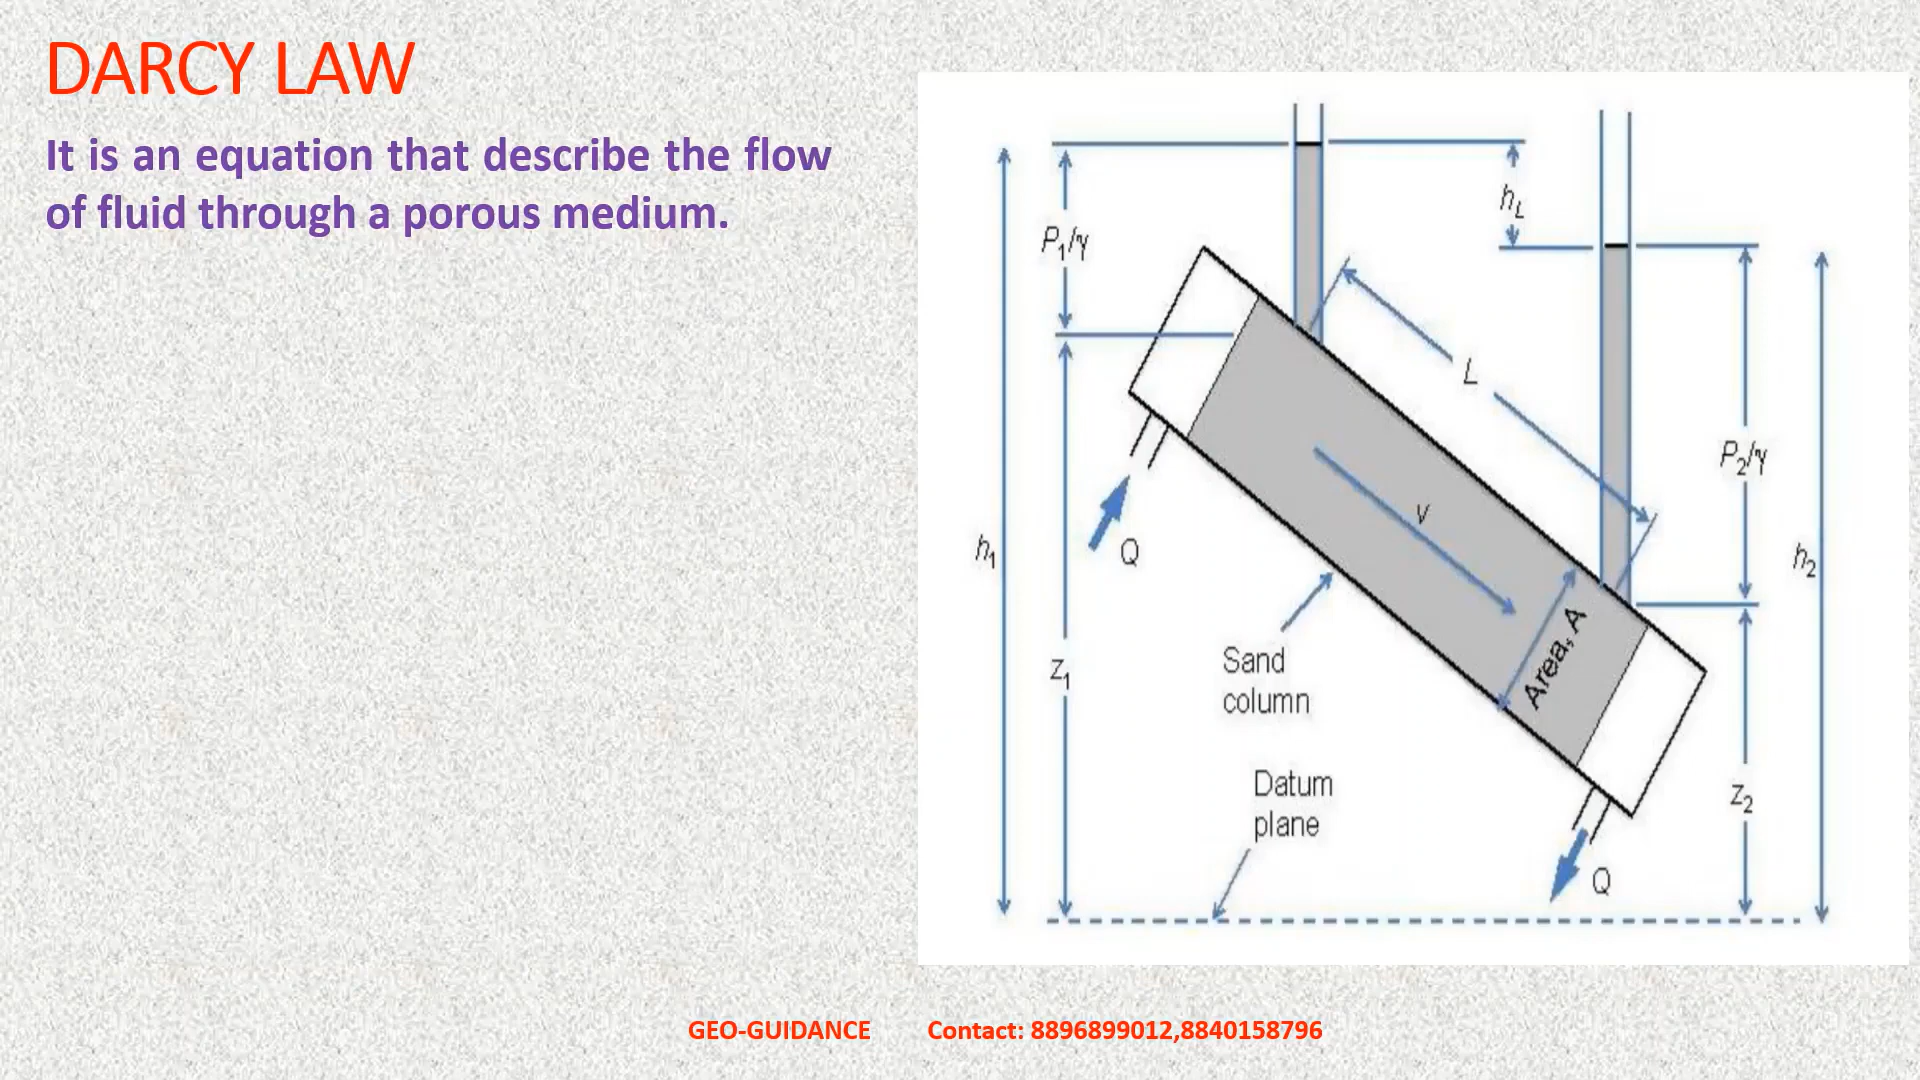 DARCY LAW
It is an equation that describe the flow
of fluid through a porous medium.
h₁
P₁/γ
z₁
Q
hL
L
v
Area, A
Sand
column
Datum
plane
P₂/γ
h₂
z₂
Q
GEO-GUIDANCE Contact: 8896899012,8840158796